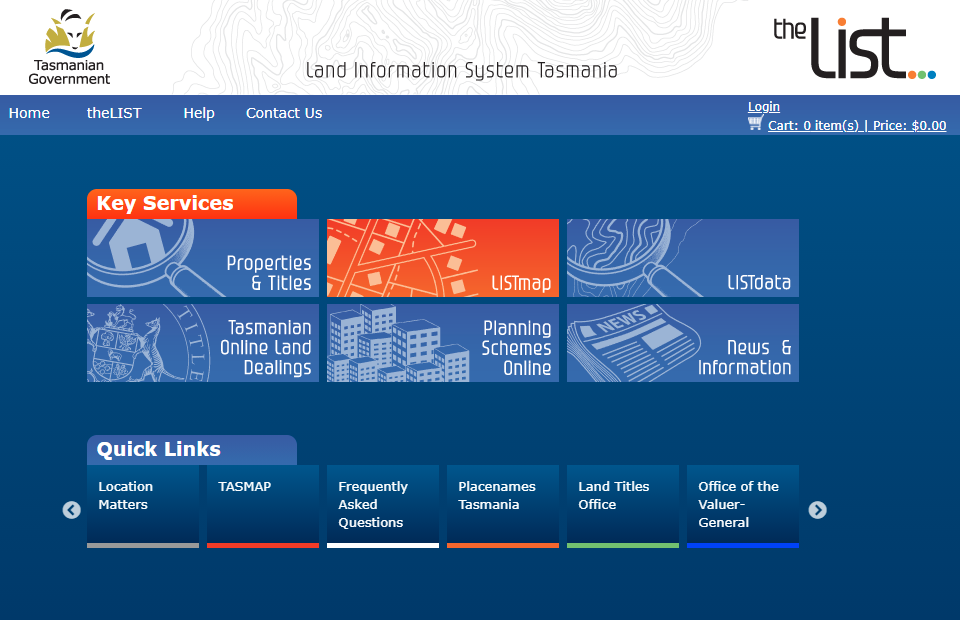 Tasmanian
Government
Land Information System Tasmania
the List...
Home theLIST Help Contact Us
Login
Cart: 0 item(s) | Price: $0.00
Key Services
Properties
& Titles
LISTmap
LISTdata
TITLE
Tasmanian
Online Land
Dealings
Planning
Schemes
Online
NEWS
News &
Information
Quick Links
Location
Matters
TASMAP
Frequently
Asked
Questions
Placenames
Tasmania
Land Titles
Office
Office of the
Valuer-
General